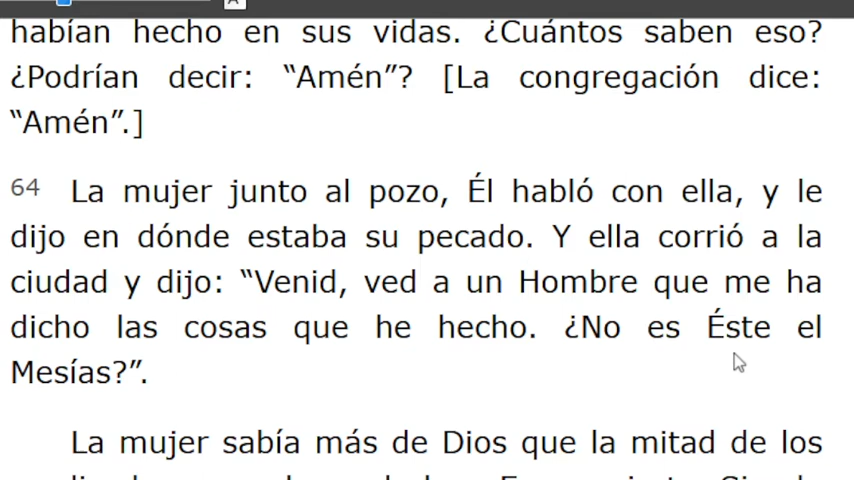 habían hecho en sus vidas. ¿Cuántos saben eso?
¿Podrían decir: “Amén”? [La congregación dice:
“Amén”.]
64 La mujer junto al pozo, Él habló con ella, y le
dijo en dónde estaba su pecado. Y ella corrió a la
ciudad y dijo: “Venid, ved a un Hombre que me ha
dicho las cosas que he hecho. ¿No es Éste el
Mesías?”.
La mujer sabía más de Dios que la mitad de los